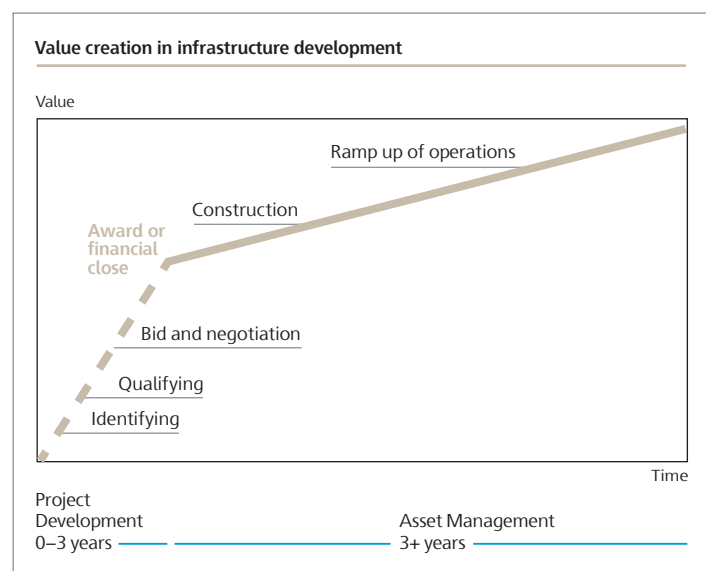 Value creation in infrastructure development
Value
Ramp up of operations
Construction
Award or
financial
close
Bid and negotiation
Qualifying
Identifying
Time
Project
Development
0–3 years
Asset Management
3+ years